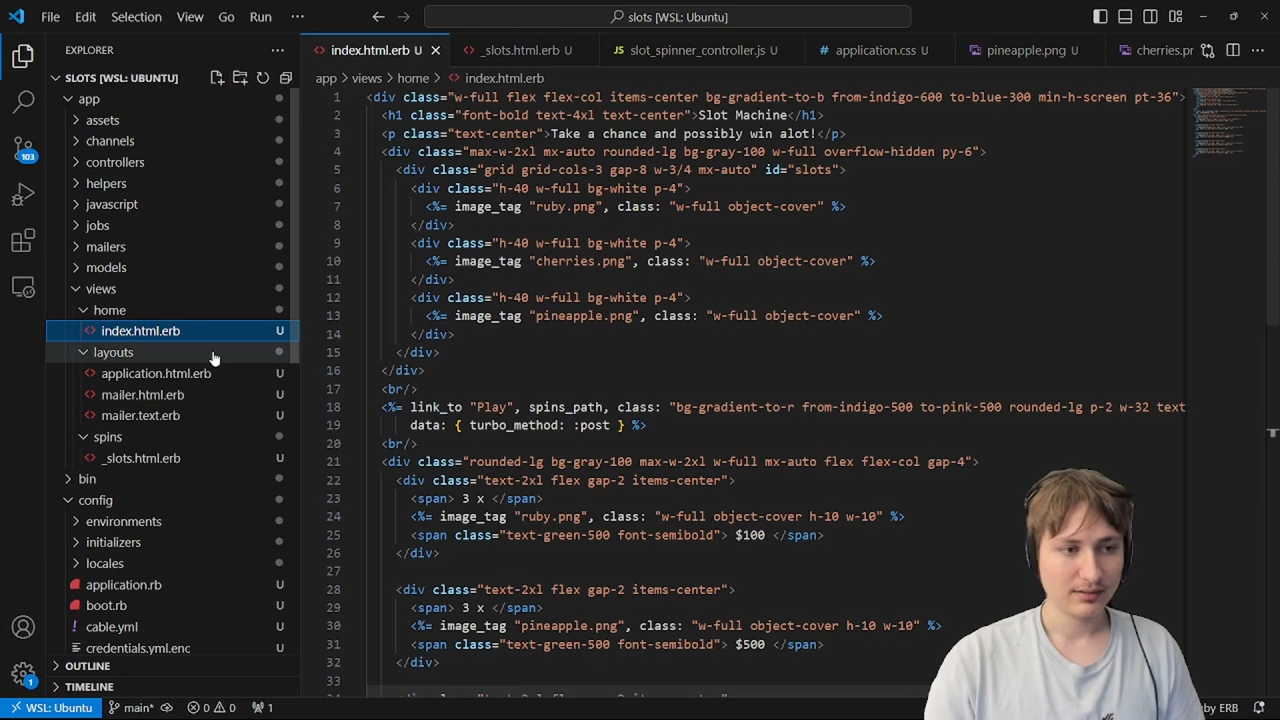 File Edit Selection View Go Run ··· slots [WSL: Ubuntu]
EXPLORER ···
index.html.erb U
_slots.html.erb U
slot_spinner_controller.js U
application.css U
pineapple.png U
cherries.pr
SLOTS [WSL: UBUNTU]
app > views > home > index.html.erb
app
assets
channels
controllers
helpers
javascript
jobs
mailers
models
views
home
index.html.erb U
layouts
application.html.erb U
mailer.html.erb U
mailer.text.erb U
spins
_slots.html.erb U
bin
config
environments
initializers
locales
application.rb U
boot.rb U
cable.yml U
credentials.yml.enc U
OUTLINE
TIMELINE
103
1
1 <div class="w-full flex flex-col items-center bg-gradient-to-b from-indigo-600 to-blue-300 min-h-screen pt-36">
2 <h1 class="font-bold text-4xl text-center">Slot Machine</h1>
3 <p class="text-center">Take a chance and possibly win alot!</p>
4 <div class="max-w-2xl mx-auto rounded-lg bg-gray-100 w-full overflow-hidden py-6">
5 <div class="grid grid-cols-3 gap-8 w-3/4 mx-auto" id="slots">
6 <div class="h-40 w-full bg-white p-4">
7 <%= image_tag "ruby.png", class: "w-full object-cover" %>
8 </div>
9 <div class="h-40 w-full bg-white p-4">
10 <%= image_tag "cherries.png", class: "w-full object-cover" %>
11 </div>
12 <div class="h-40 w-full bg-white p-4">
13 <%= image_tag "pineapple.png", class: "w-full object-cover" %>
14 </div>
15 </div>
16 </div>
17 <br/>
18 <%= link_to "Play", spins_path, class: "bg-gradient-to-r from-indigo-500 to-pink-500 rounded-lg p-2 w-32 text
19 data: { turbo_method: :post } %>
20 <br/>
21 <div class="rounded-lg bg-gray-100 max-w-2xl w-full mx-auto flex flex-col gap-4">
22 <div class="text-2xl flex gap-2 items-center">
23 <span> 3 x </span>
24 <%= image_tag "ruby.png", class: "w-full object-cover h-10 w-10" %>
25 <span class="text-green-500 font-semibold"> $100 </span>
26 </div>
27
28 <div class="text-2xl flex gap-2 items-center">
29 <span> 3 x </span>
30 <%= image_tag "pineapple.png", class: "w-full object-cover h-10 w-10" %>
31 <span class="text-green-500 font-semibold"> $500 </span>
32 </div>
33
WSL: Ubuntu main* 0 0 1 by ERB